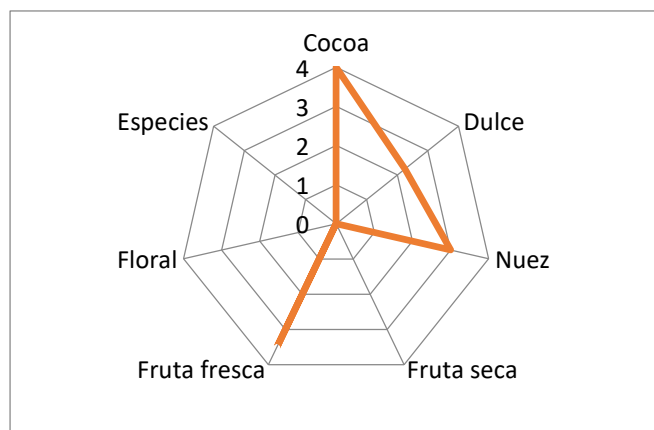 Cocoa
4
3
2
1
0
Dulce
Nuez
Fruta seca
Fruta fresca
Floral
Especies